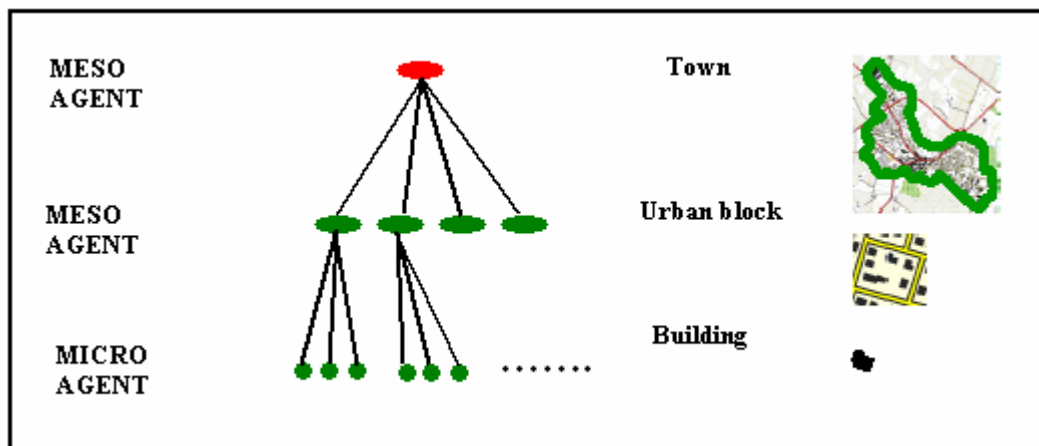 MESO
AGENT
Town
MESO
AGENT
Urban block
MICRO
AGENT
Building